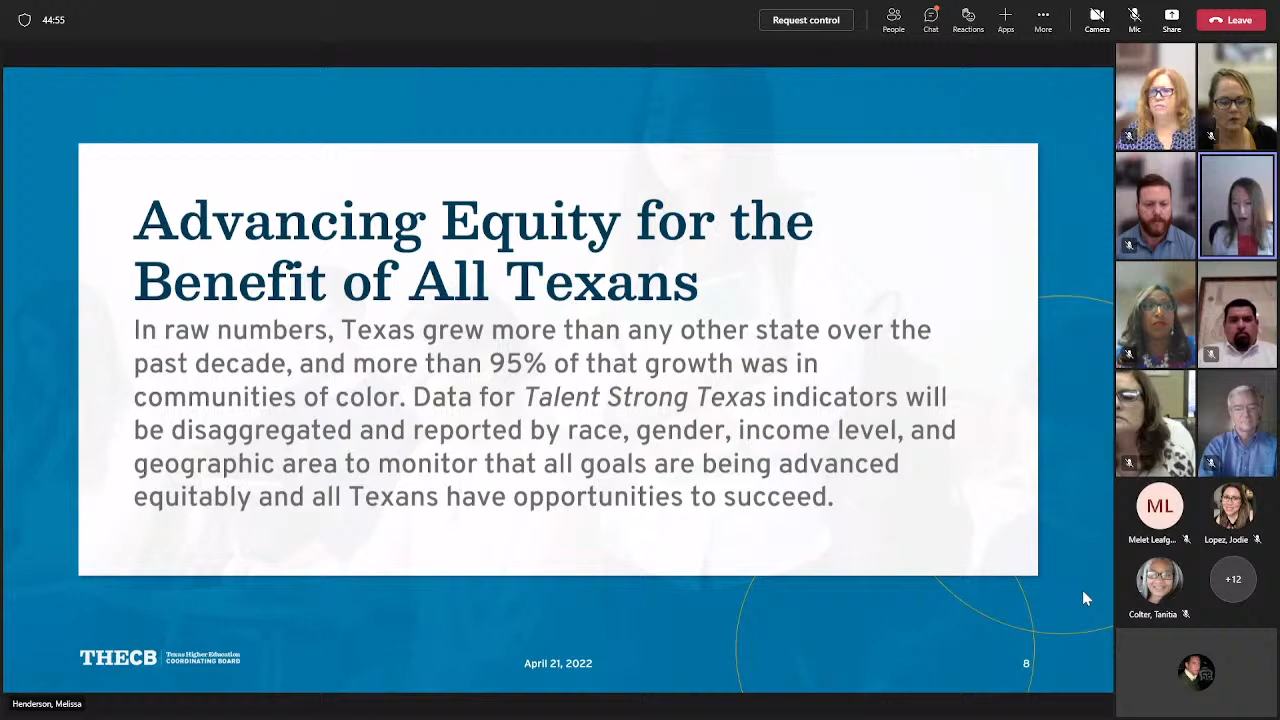 44:55
Request control
People
Chat
Reactions
Apps
More
Camera
Mic
Share
Leave
Advancing Equity for the
Benefit of All Texans
In raw numbers, Texas grew more than any other state over the
past decade, and more than 95% of that growth was in
communities of color. Data for Talent Strong Texas indicators will
be disaggregated and reported by race, gender, income level, and
geographic area to monitor that all goals are being advanced
equitably and all Texans have opportunities to succeed.
THECB
Texas Higher Education
COORDINATING BOARD
April 21, 2022
8
ML
Melet Leafg...
Lopez, Jodie
Colter, Tanitia
+12
Henderson, Melissa